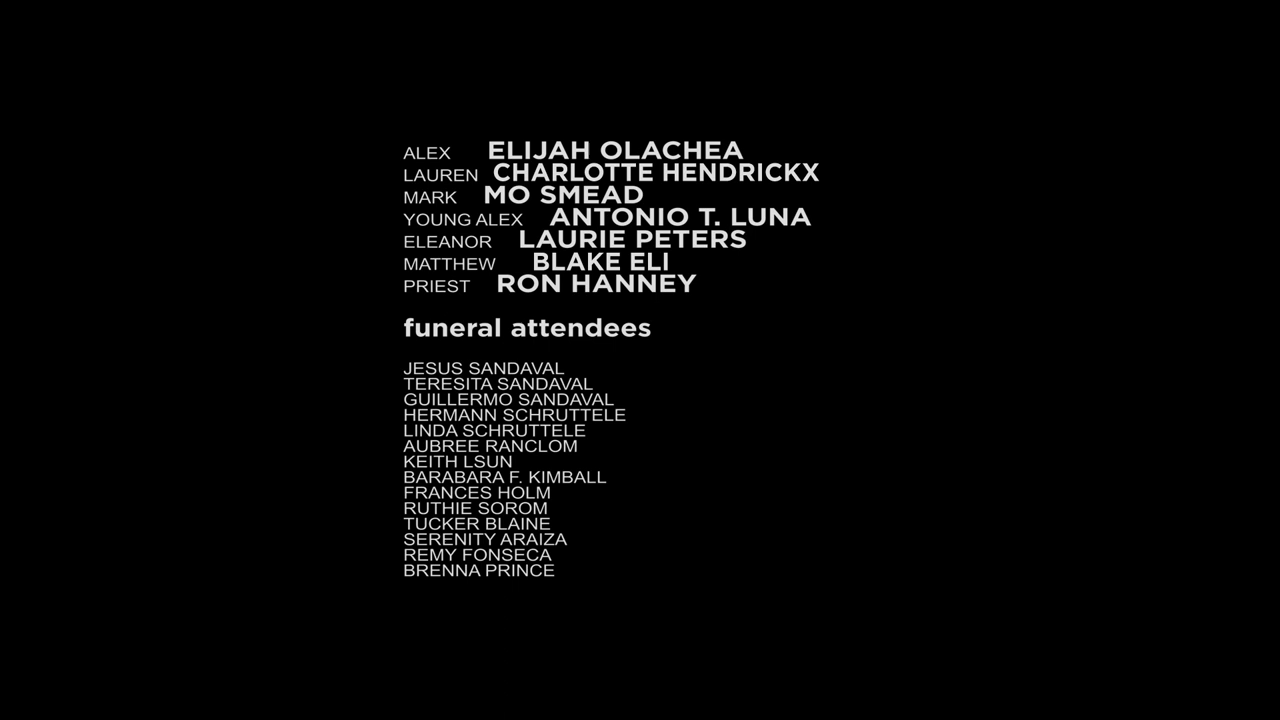 ALEX ELIJAH OLACHEA
LAUREN CHARLOTTE HENDRICKX
MARK MO SMEAD
YOUNG ALEX ANTONIO T. LUNA
ELEANOR LAURIE PETERS
MATTHEW BLAKE ELI
PRIEST RON HANNEY
funeral attendees
JESUS SANDAVAL
TERESITA SANDAVAL
GUILLERMO SANDAVAL
HERMANN SCHRUTTELE
LINDA SCHRUTTELE
AUBREE RANCLOM
KEITH LSUN
BARABARA F. KIMBALL
FRANCES HOLM
RUTHIE SOROM
TUCKER BLAINE
SERENITY ARAIZA
REMY FONSECA
BRENNA PRINCE